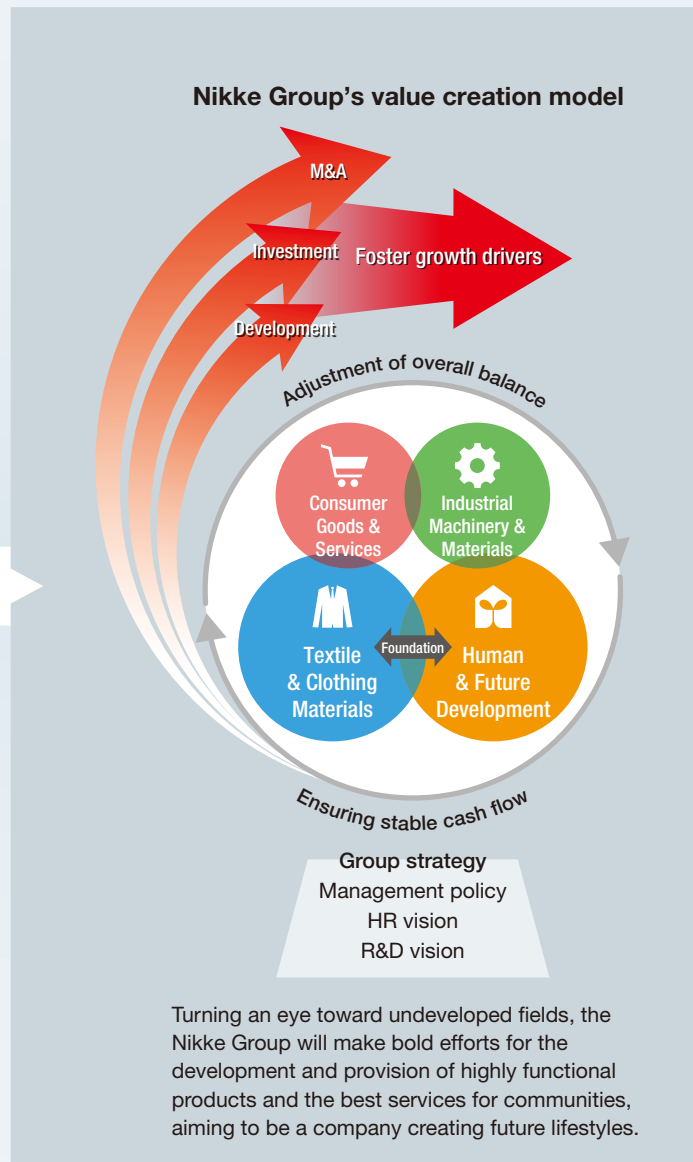 Nikke Group’s value creation model
M&A
Investment
Foster growth drivers
Development
Adjustment of overall balance
Consumer
Goods &
Services
Industrial
Machinery &
Materials
Textile
& Clothing
Materials
Foundation
Human
& Future
Development
Ensuring stable cash flow
Group strategy
Management policy
HR vision
R&D vision
Turning an eye toward undeveloped fields, the
Nikke Group will make bold efforts for the
development and provision of highly functional
products and the best services for communities,
aiming to be a company creating future lifestyles.